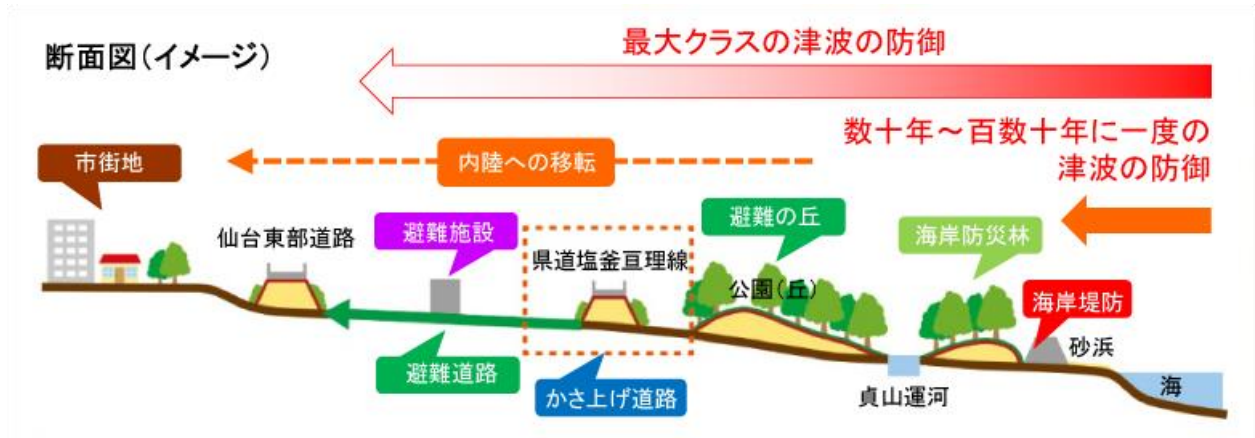 断面図(イメージ)
最大クラスの津波の防御
数十年～百数十年に一度の
津波の防御
内陸への移転
市街地
仙台東部道路
避難施設
県道塩釜亘理線
避難の丘
公園(丘)
海岸防災林
海岸堤防
砂浜
海
貞山運河
避難道路
かさ上げ道路